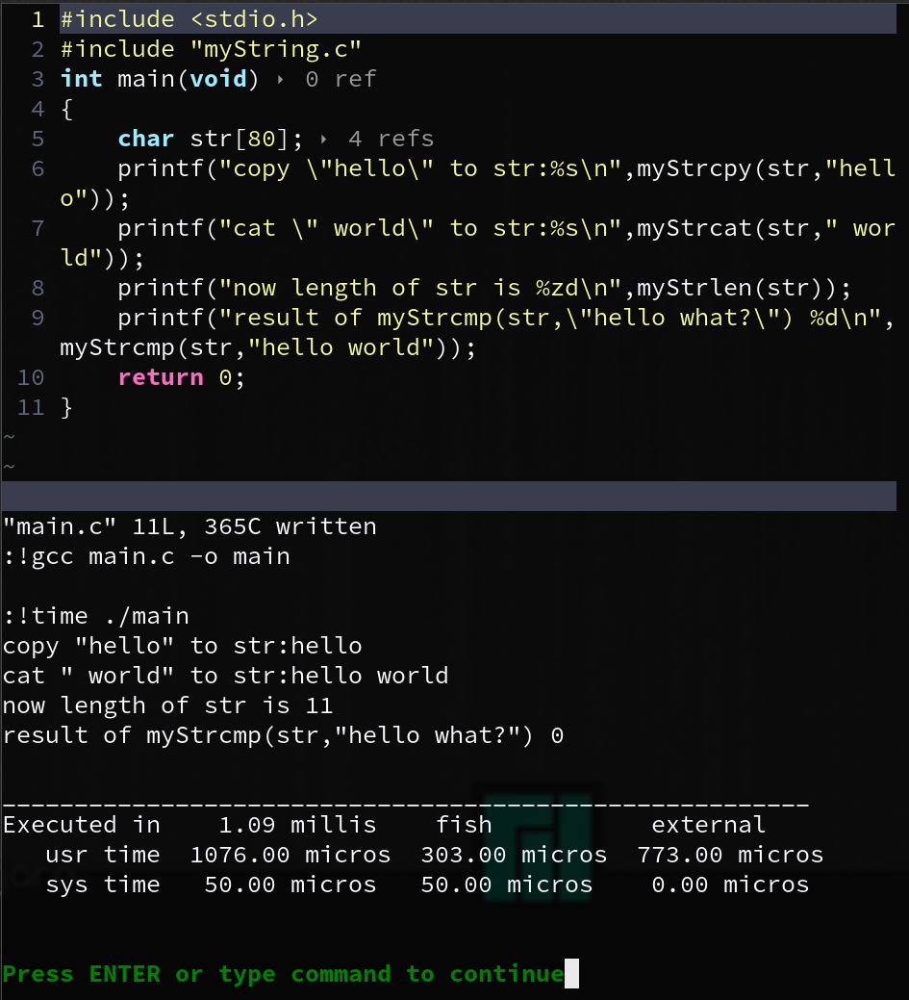 1 #include <stdio.h>
2 #include "myString.c"
3 int main(void) ‣ 0 ref
4 {
5     char str[80]; ‣ 4 refs
6     printf("copy \"hello\" to str:%s\n",myStrcpy(str,"hell
o"));
7     printf("cat \" world\" to str:%s\n",myStrcat(str," wor
ld"));
8     printf("now length of str is %zd\n",myStrlen(str));
9     printf("result of myStrcmp(str,\"hello what?\") %d\n",
myStrcmp(str,"hello world"));
10     return 0;
11 }
~
~
"main.c" 11L, 365C written
:!gcc main.c -o main
:!time ./main
copy "hello" to str:hello
cat " world" to str:hello world
now length of str is 11
result of myStrcmp(str,"hello what?") 0
________________________________________________________
Executed in    1.09 millis    fish           external
   usr time  1076.00 micros  303.00 micros  773.00 micros
   sys time   50.00 micros   50.00 micros    0.00 micros
Press ENTER or type command to continue